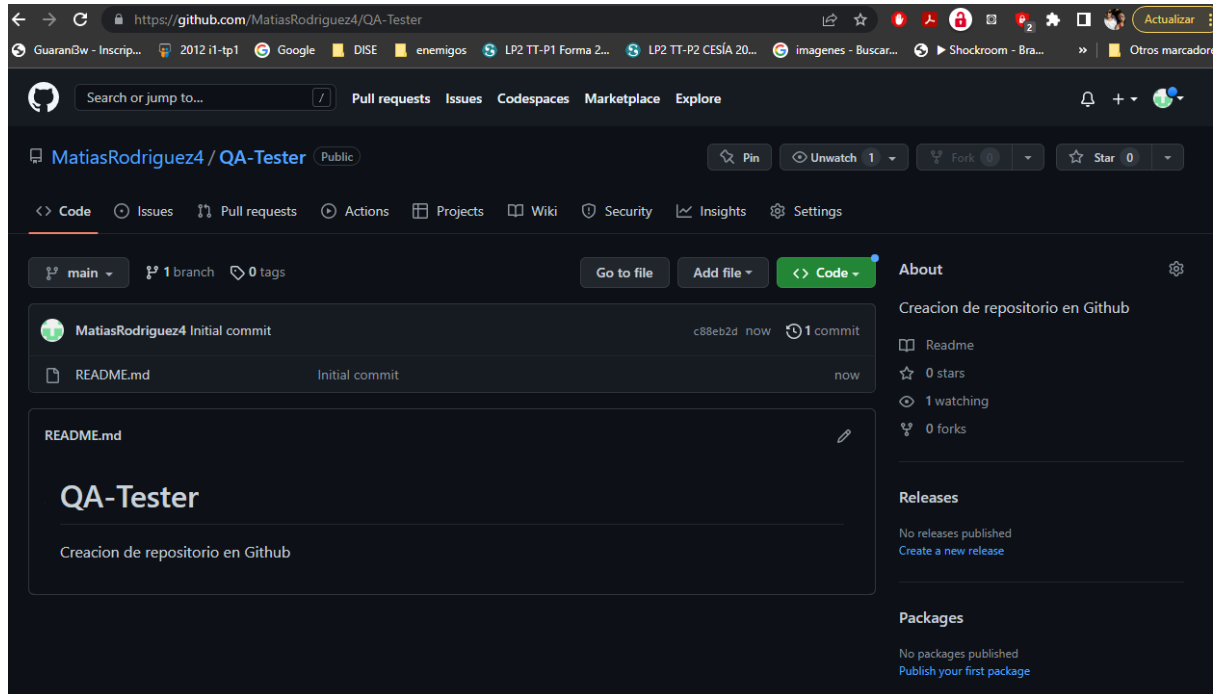 https://github.com/MatiasRodriguez4/QA-Tester
Actualizar
Guarani3w - Inscrip... 2012 i1-tp1 Google DISE enemigos LP2 TT-P1 Forma 2... LP2 TT-P2 CESÍA 20... imagenes - Buscar... Shockroom - Bra... » Otros marcadore
Search or jump to... / Pull requests Issues Codespaces Marketplace Explore
MatiasRodriguez4 / QA-Tester Public Pin Unwatch 1 Fork 0 Star 0
Code Issues Pull requests Actions Projects Wiki Security Insights Settings
main 1 branch 0 tags Go to file Add file Code
MatiasRodriguez4 Initial commit c88eb2d now 1 commit
README.md Initial commit now
README.md
QA-Tester
Creacion de repositorio en Github
About
Creacion de repositorio en Github
Readme
0 stars
1 watching
0 forks
Releases
No releases published
Create a new release
Packages
No packages published
Publish your first package